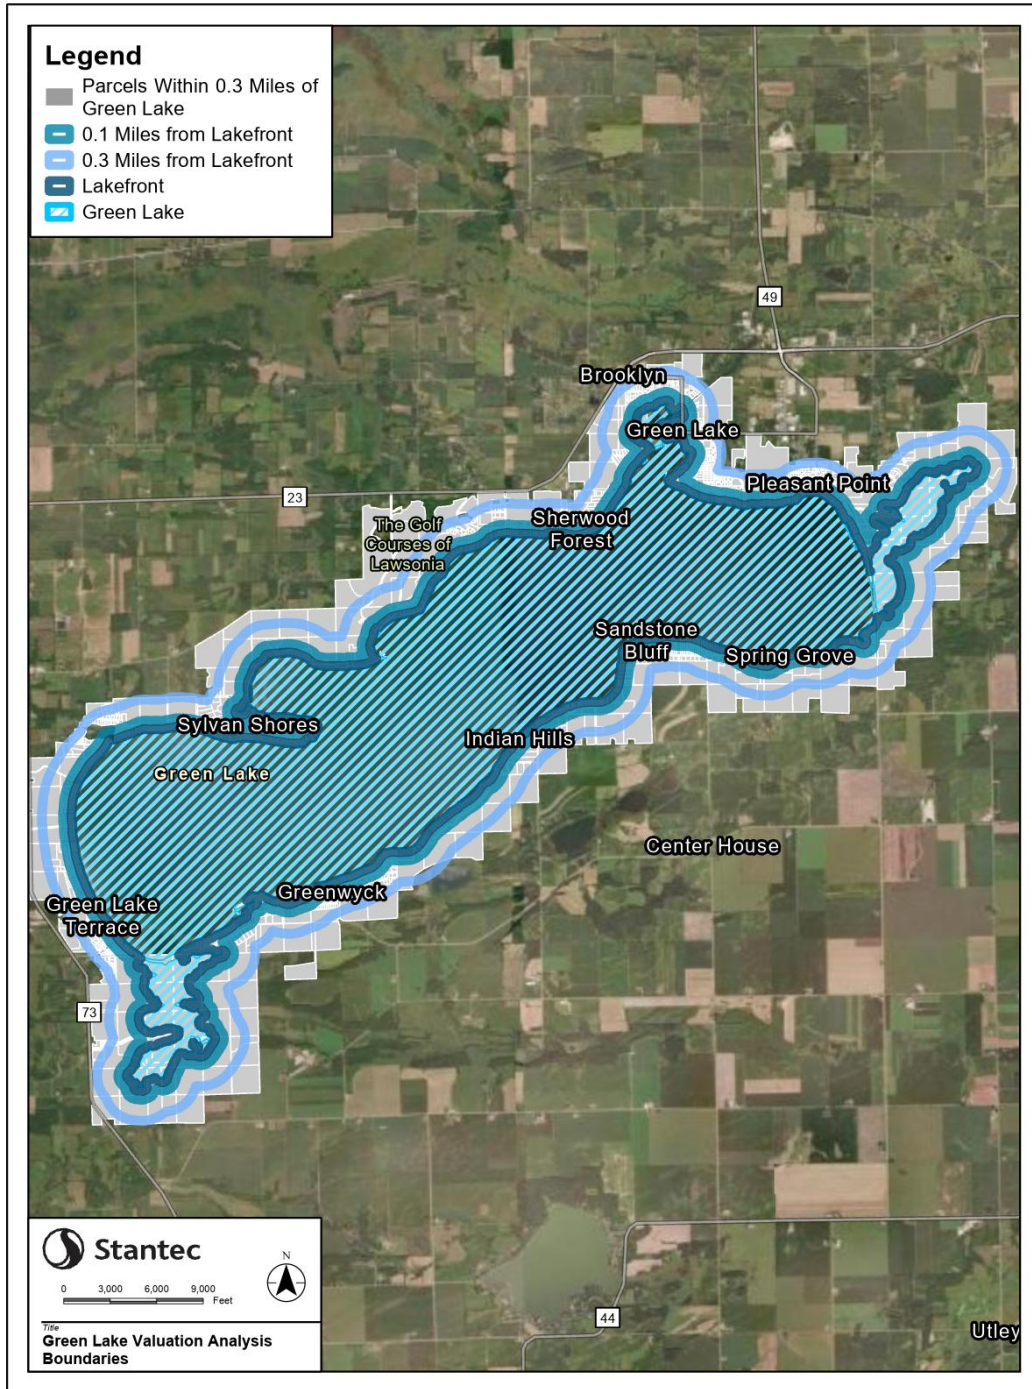 Legend
Parcels Within 0.3 Miles of
Green Lake
0.1 Miles from Lakefront
0.3 Miles from Lakefront
Lakefront
Green Lake
49
Brooklyn
Green Lake
Pleasant Point
23
The Golf
Courses of
Lawsonia
Sherwood
Forest
Sandstone
Bluff
Spring Grove
Sylvan Shores
Indian Hills
Green Lake
Center House
Greenwyck
Green Lake
Terrace
73
Stantec
N
0 3,000 6,000 9,000
Feet
Title
Green Lake Valuation Analysis
Boundaries
44
Utley